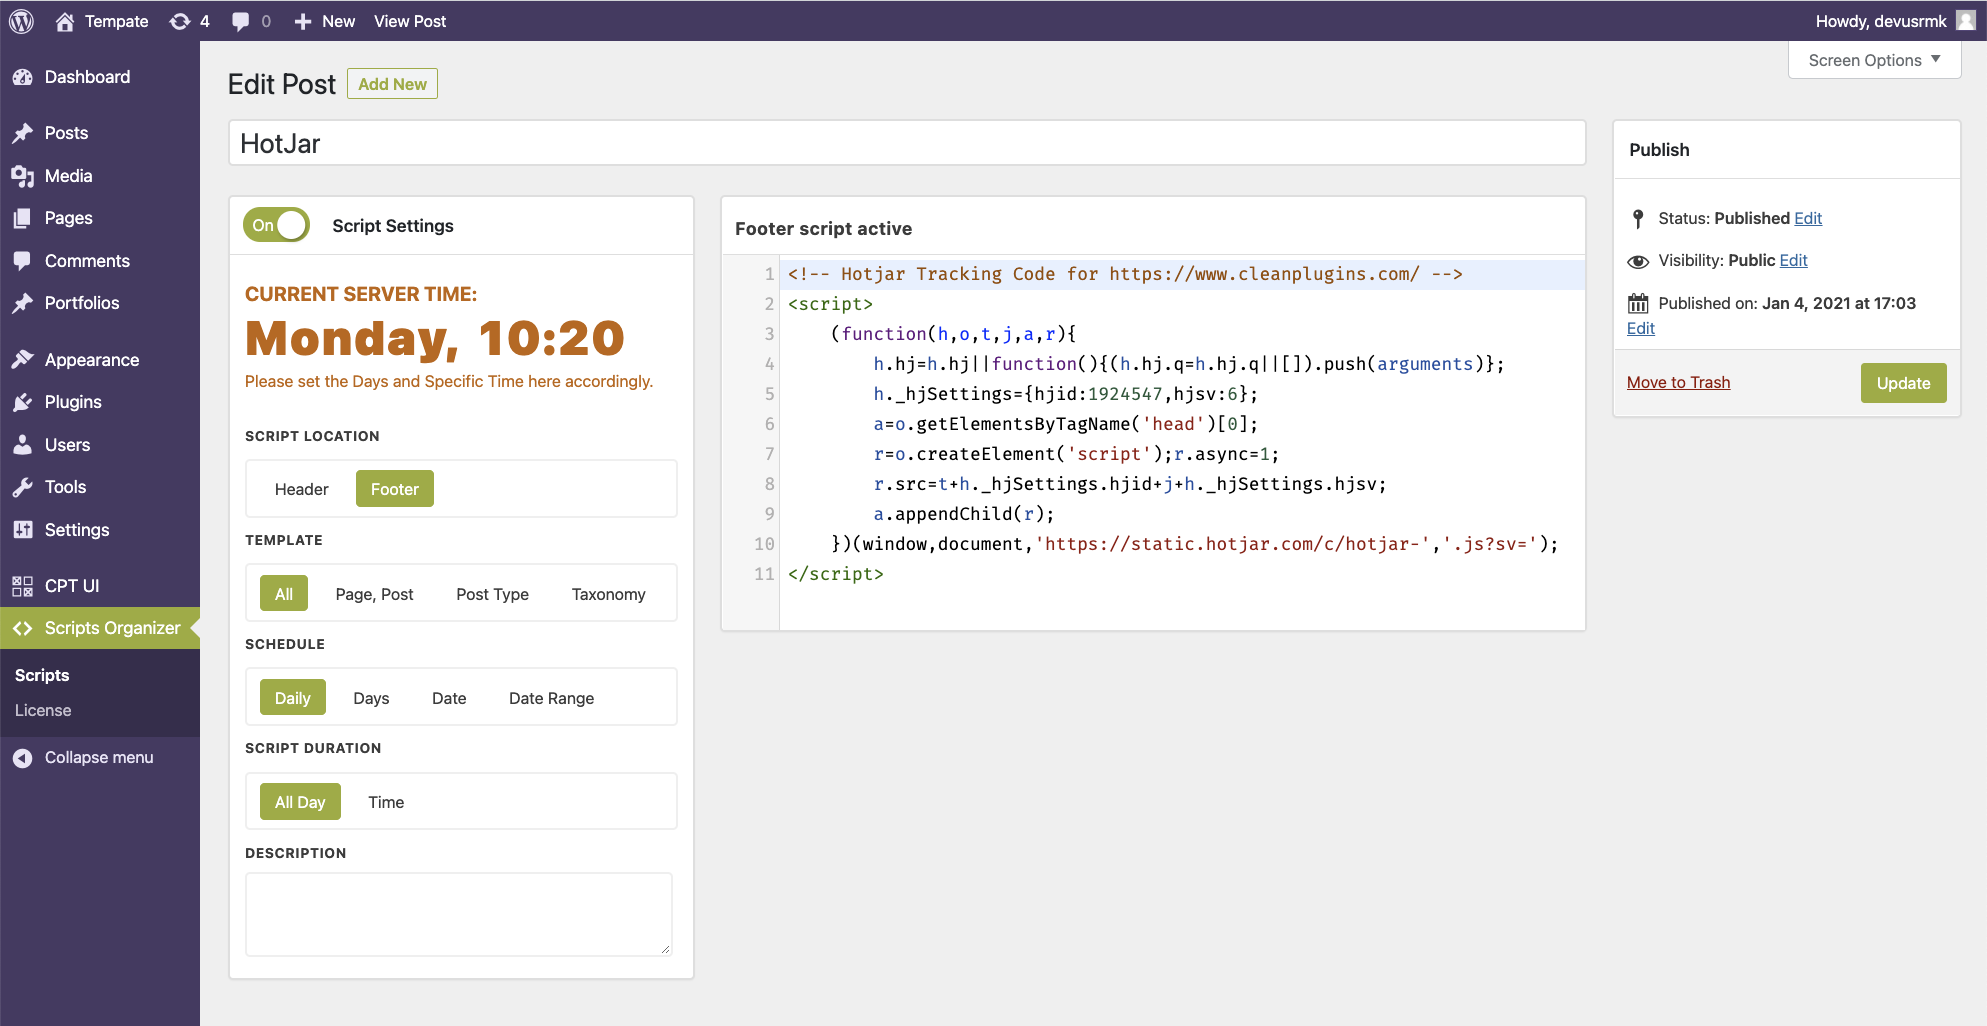 Tempate 4 0 New View Post Howdy, devusrmk
Screen Options ▼
Dashboard
Posts
Media
Pages
Comments
Portfolios
Appearance
Plugins
Users
Tools
Settings
CPT UI
Scripts Organizer
Scripts
License
Collapse menu
Edit Post Add New
HotJar
On Script Settings
CURRENT SERVER TIME:
Monday, 10:20
Please set the Days and Specific Time here accordingly.
SCRIPT LOCATION
Header Footer
TEMPLATE
All Page, Post Post Type Taxonomy
SCHEDULE
Daily Days Date Date Range
SCRIPT DURATION
All Day Time
DESCRIPTION
Footer script active
1 <!-- Hotjar Tracking Code for https://www.cleanplugins.com/ -->
2 <script>
3 (function(h,o,t,j,a,r){
4 h.hj=h.hj||function(){(h.hj.q=h.hj.q||[]).push(arguments)};
5 h._hjSettings={hjid:1924547,hjsv:6};
6 a=o.getElementsByTagName('head')[0];
7 r=o.createElement('script');r.async=1;
8 r.src=t+h._hjSettings.hjid+j+h._hjSettings.hjsv;
9 a.appendChild(r);
10 })(window,document,'https://static.hotjar.com/c/hotjar-','.js?sv=');
11 </script>
Publish
Status: Published Edit
Visibility: Public Edit
Published on: Jan 4, 2021 at 17:03
Edit
Move to Trash Update